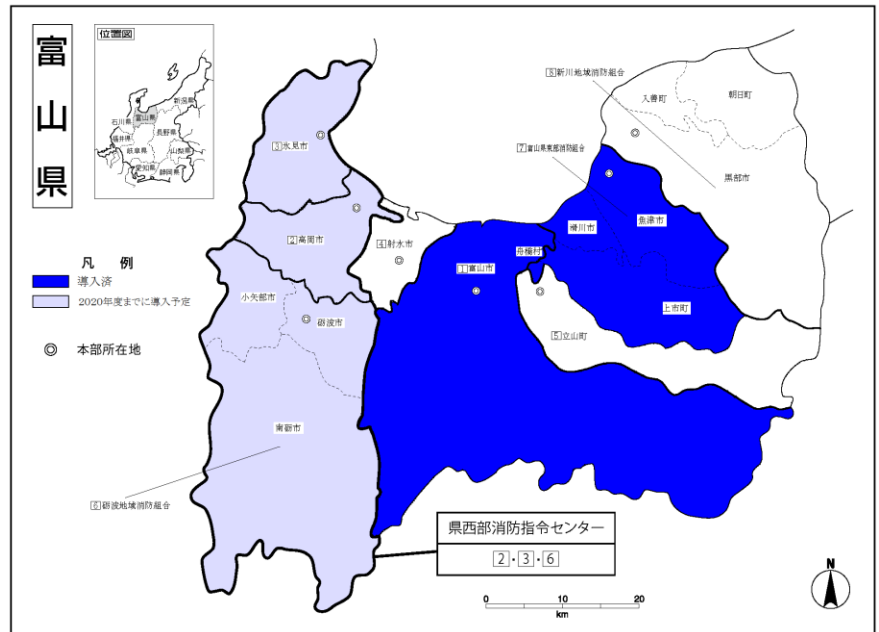 富山県
位置図
新潟県
富山県
石川県
長野県
福井県
岐阜県
山梨県
愛知県
静岡県
8新川地域消防組合
朝日町
入善町
7富山県東部消防組合
黒部市
3氷見市
魚津市
滑川市
2高岡市
4射水市
舟橋村
1富山市
上市町
凡例
導入済
2020年度までに導入予定
本部所在地
小矢部市
砺波市
5立山町
南砺市
6砺波地域消防組合
県西部消防指令センター
2・3・6
N
0 10 20
km